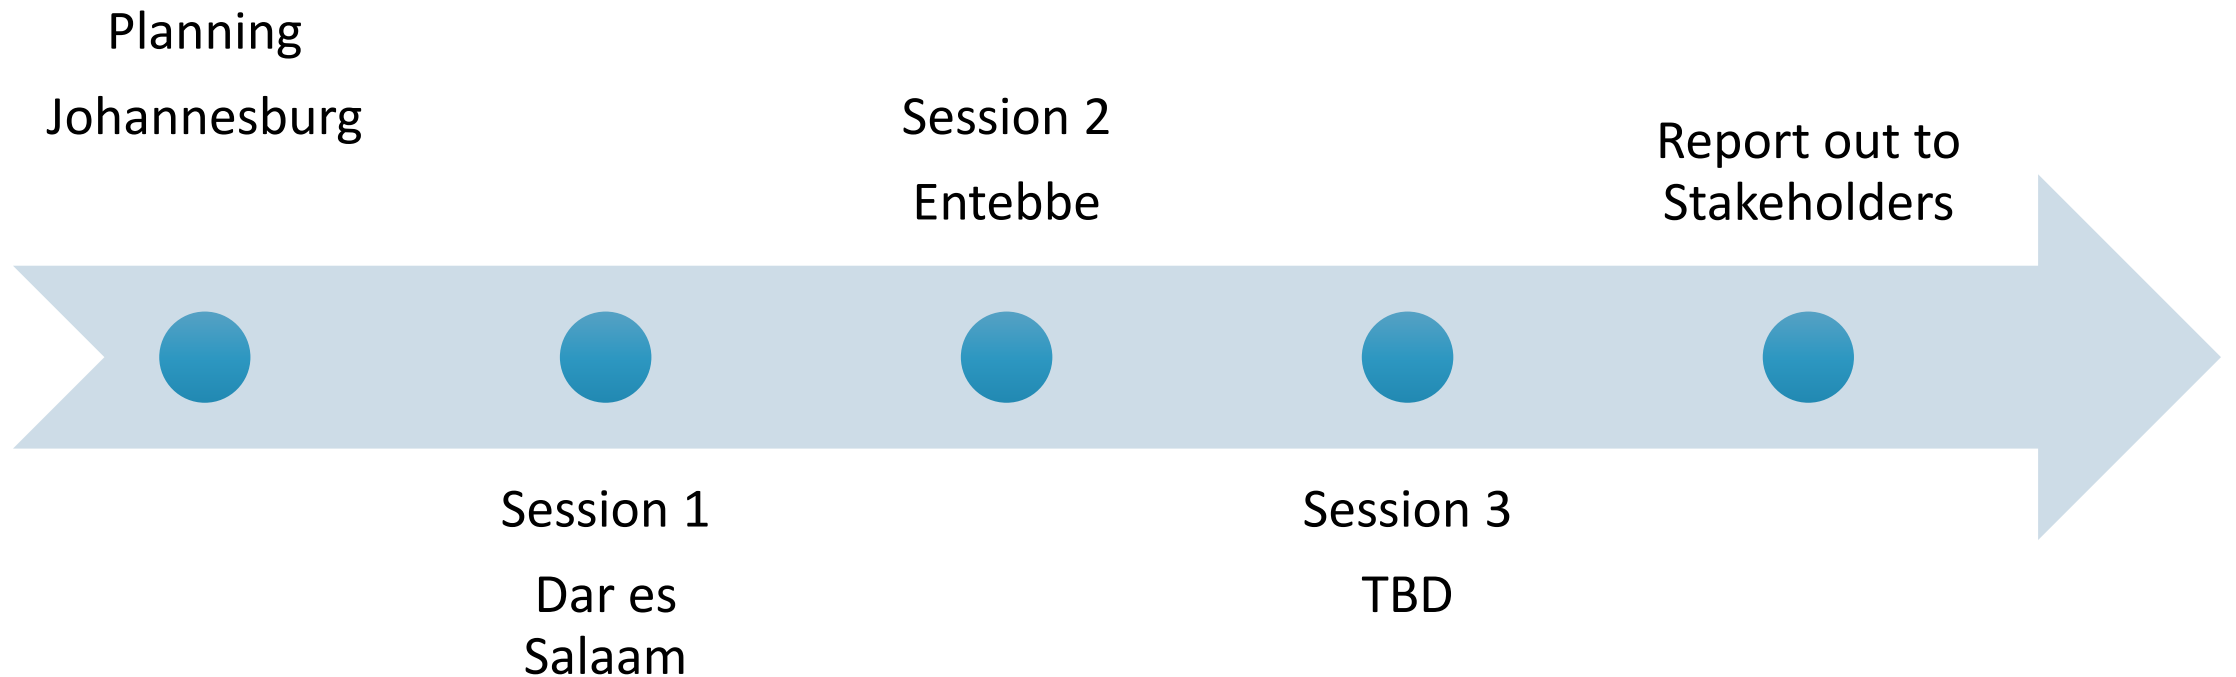 Planning
Johannesburg
Session 1
Dar es
Salaam
Session 2
Entebbe
Session 3
TBD
Report out to
Stakeholders